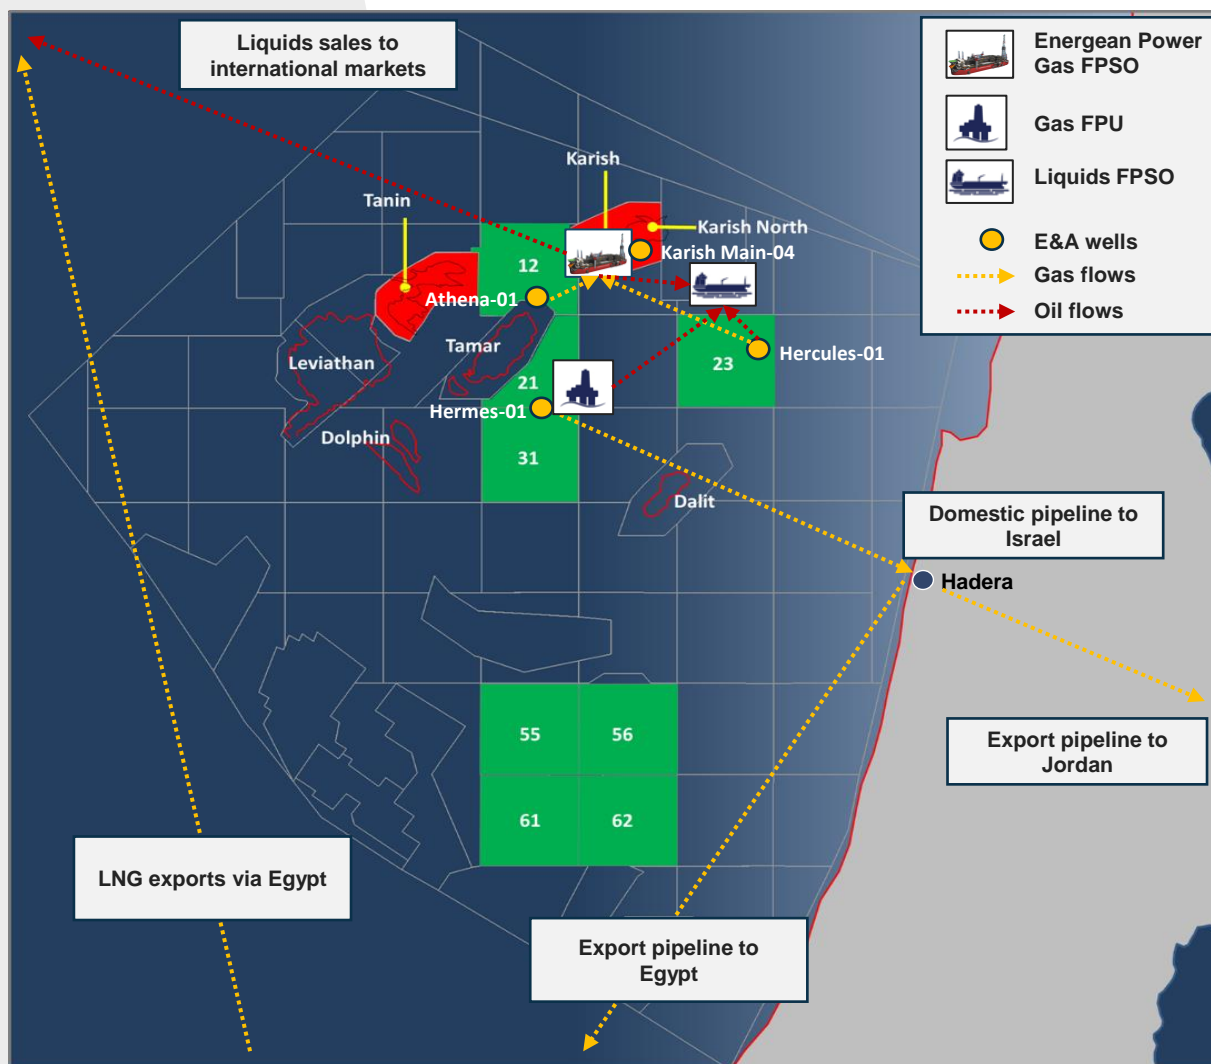 Liquids sales to
international markets
Energean Power
Gas FPSO
Gas FPU
Liquids FPSO
E&A wells
Gas flows
Oil flows
Karish
Tanin
Karish North
Karish Main-04
12
Athena-01
Tamar
Leviathan
Hercules-01
23
21
Hermes-01
Dolphin
31
Dalit
Domestic pipeline to
Israel
Hadera
55
56
Export pipeline to
Jordan
61
62
LNG exports via Egypt
Export pipeline to
Egypt